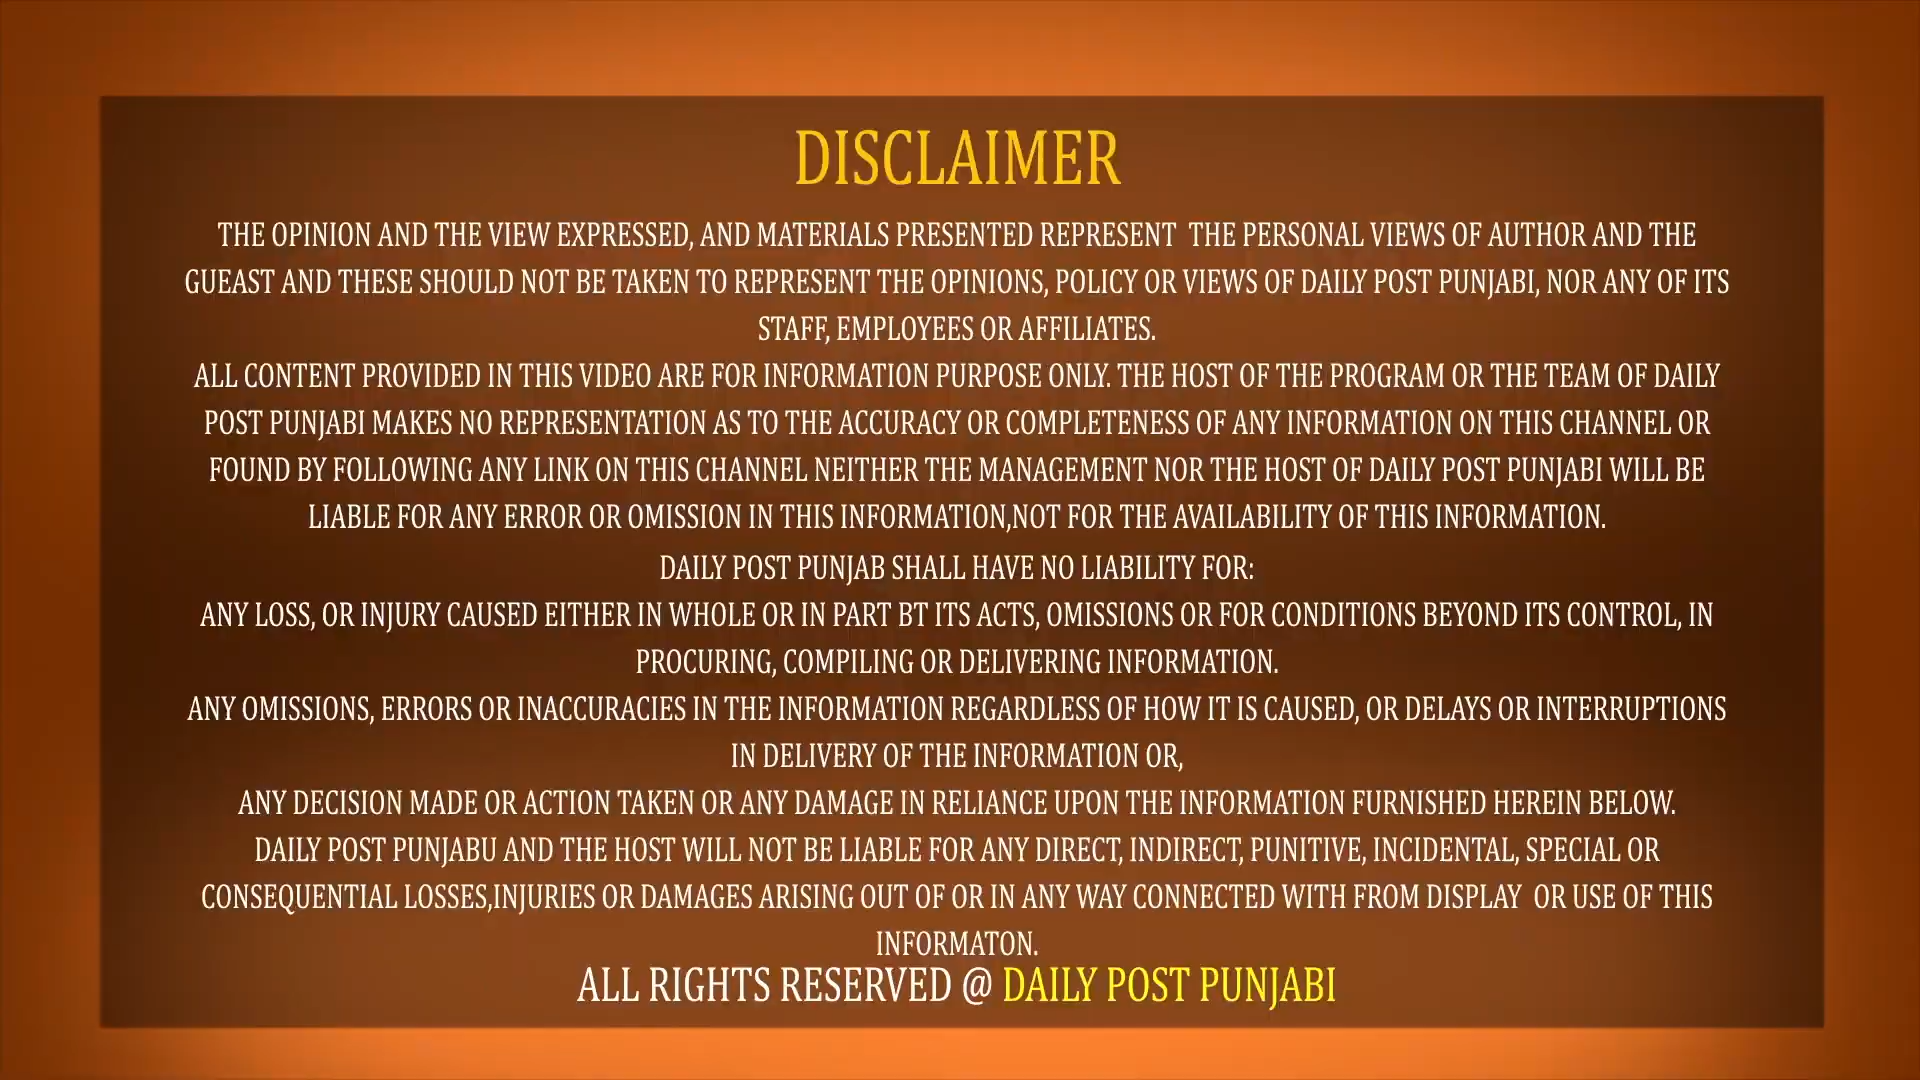 DISCLAIMER
THE OPINION AND THE VIEW EXPRESSED, AND MATERIALS PRESENTED REPRESENT THE PERSONAL VIEWS OF AUTHOR AND THE
GUEAST AND THESE SHOULD NOT BE TAKEN TO REPRESENT THE OPINIONS, POLICY OR VIEWS OF DAILY POST PUNJABI, NOR ANY OF ITS
STAFF, EMPLOYEES OR AFFILIATES.
ALL CONTENT PROVIDED IN THIS VIDEO ARE FOR INFORMATION PURPOSE ONLY. THE HOST OF THE PROGRAM OR THE TEAM OF DAILY
POST PUNJABI MAKES NO REPRESENTATION AS TO THE ACCURACY OR COMPLETENESS OF ANY INFORMATION ON THIS CHANNEL OR
FOUND BY FOLLOWING ANY LINK ON THIS CHANNEL NEITHER THE MANAGEMENT NOR THE HOST OF DAILY POST PUNJABI WILL BE
LIABLE FOR ANY ERROR OR OMISSION IN THIS INFORMATION,NOT FOR THE AVAILABILITY OF THIS INFORMATION.
DAILY POST PUNJAB SHALL HAVE NO LIABILITY FOR:
ANY LOSS, OR INJURY CAUSED EITHER IN WHOLE OR IN PART BT ITS ACTS, OMISSIONS OR FOR CONDITIONS BEYOND ITS CONTROL, IN
PROCURING, COMPILING OR DELIVERING INFORMATION.
ANY OMISSIONS, ERRORS OR INACCURACIES IN THE INFORMATION REGARDLESS OF HOW IT IS CAUSED, OR DELAYS OR INTERRUPTIONS
IN DELIVERY OF THE INFORMATION OR,
ANY DECISION MADE OR ACTION TAKEN OR ANY DAMAGE IN RELIANCE UPON THE INFORMATION FURNISHED HEREIN BELOW.
DAILY POST PUNJABU AND THE HOST WILL NOT BE LIABLE FOR ANY DIRECT, INDIRECT, PUNITIVE, INCIDENTAL, SPECIAL OR
CONSEQUENTIAL LOSSES,INJURIES OR DAMAGES ARISING OUT OF OR IN ANY WAY CONNECTED WITH FROM DISPLAY OR USE OF THIS
INFORMATON.
ALL RIGHTS RESERVED @ DAILY POST PUNJABI